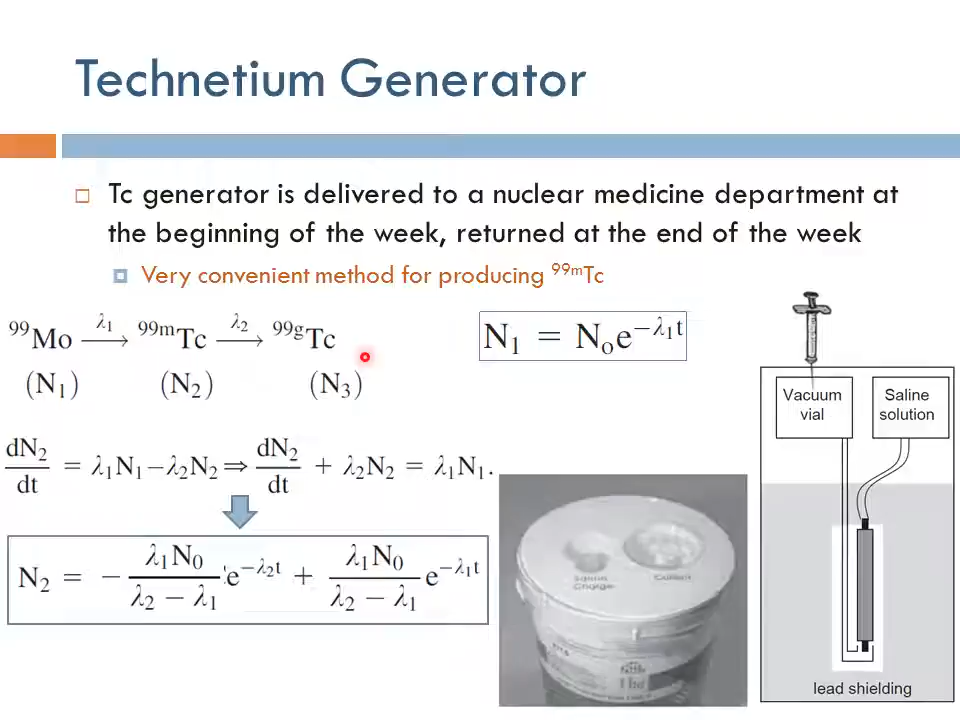 Technetium Generator
Tc generator is delivered to a nuclear medicine department at
the beginning of the week, returned at the end of the week
Very convenient method for producing ⁹⁹ᵐTc
⁹⁹Mo —λ₁→ ⁹⁹ᵐTc —λ₂→ ⁹⁹ᵍTc
(N₁) (N₂) (N₃)
N₁ = N₀e^{−λ₁t}
dN₂/dt = λ₁N₁−λ₂N₂ ⇒ dN₂/dt + λ₂N₂ = λ₁N₁.
N₂ = − λ₁N₀/(λ₂ − λ₁) e^{−λ₂t} + λ₁N₀/(λ₂ − λ₁) e^{−λ₁t}
Charge
Vacuum
vial
Saline
solution
lead shielding